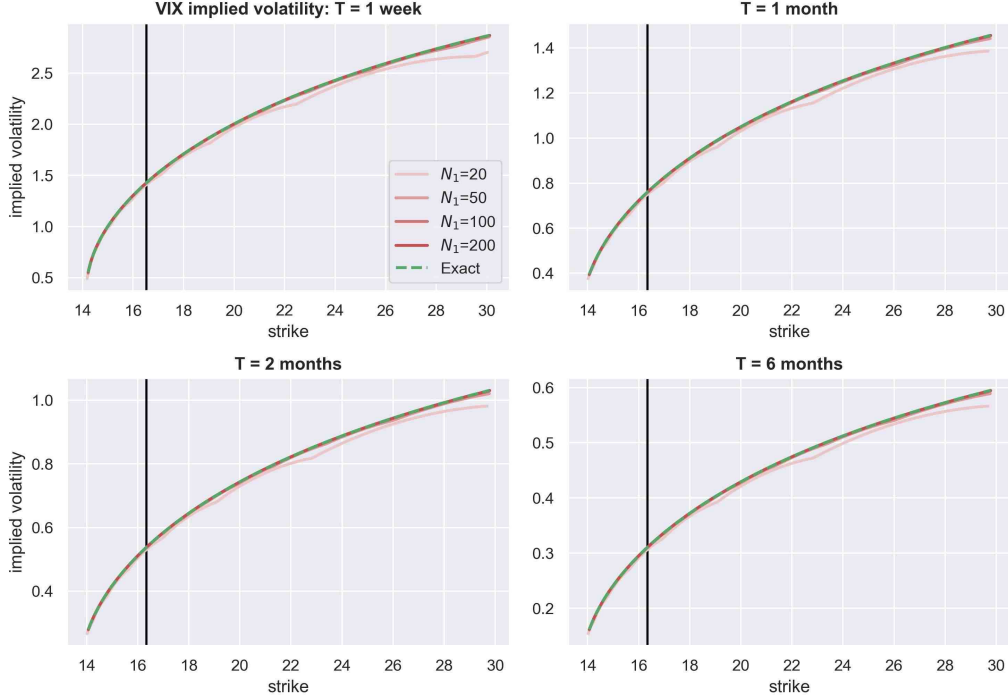 VIX implied volatility: T = 1 week
implied volatility
2.5
2.0
1.5
1.0
0.5
N₁=20
N₁=50
N₁=100
N₁=200
Exact
14 16 18 20 22 24 26 28 30
strike
T = 1 month
1.4
1.2
1.0
0.8
0.6
0.4
14 16 18 20 22 24 26 28 30
strike
T = 2 months
implied volatility
1.0
0.8
0.6
0.4
14 16 18 20 22 24 26 28 30
strike
T = 6 months
0.6
0.5
0.4
0.3
0.2
14 16 18 20 22 24 26 28 30
strike